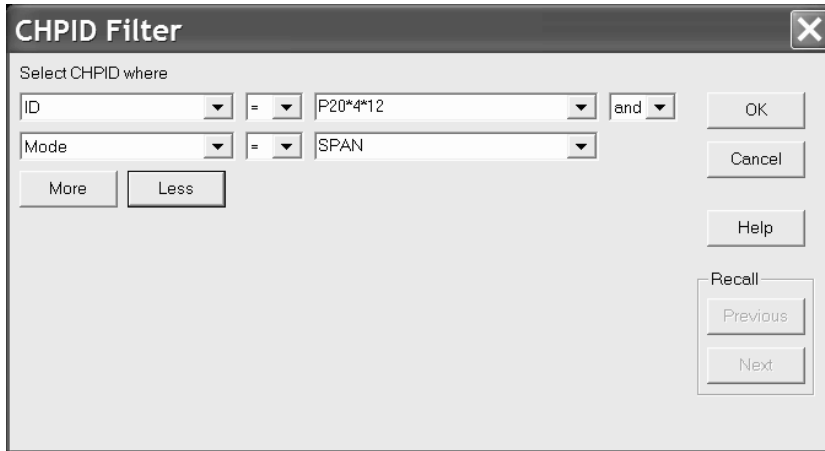 CHPID Filter
Select CHPID where
ID = P20*4*12 and
Mode = SPAN
More Less
OK
Cancel
Help
Recall
Previous
Next